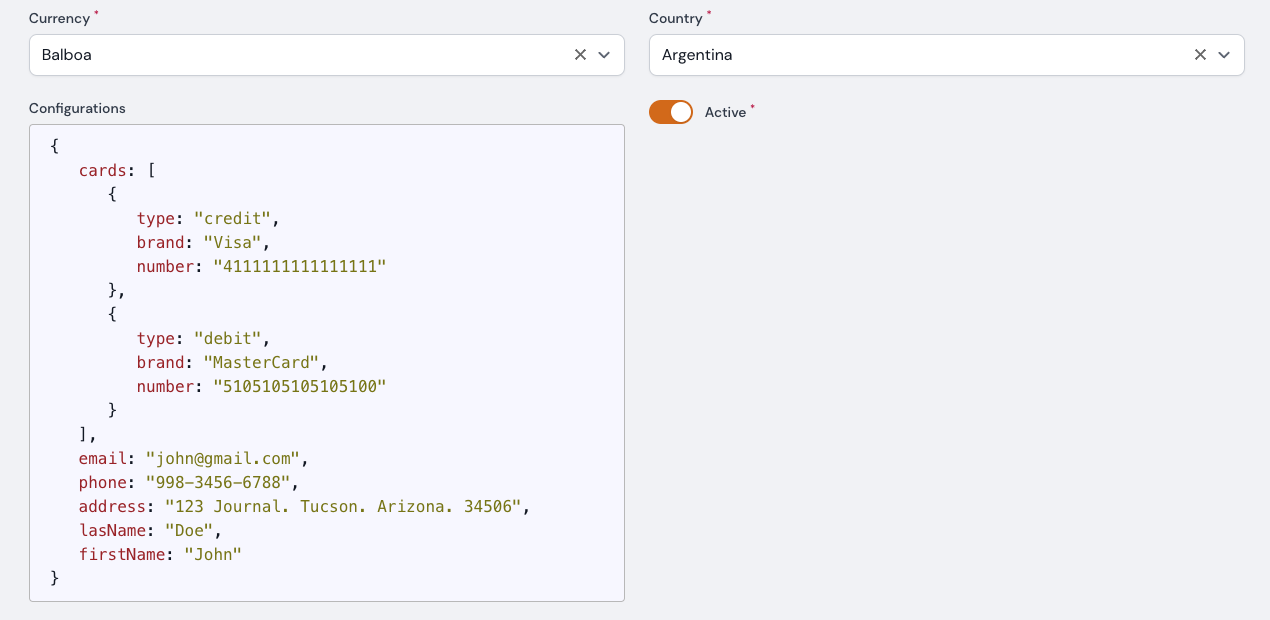 Currency *
Balboa
Country *
Argentina
Configurations
Active *
{
cards: [
{
type: "credit",
brand: "Visa",
number: "4111111111111111"
},
{
type: "debit",
brand: "MasterCard",
number: "5105105105105100"
}
],
email: "john@gmail.com",
phone: "998-3456-6788",
address: "123 Journal. Tucson. Arizona. 34506",
lasName: "Doe",
firstName: "John"
}